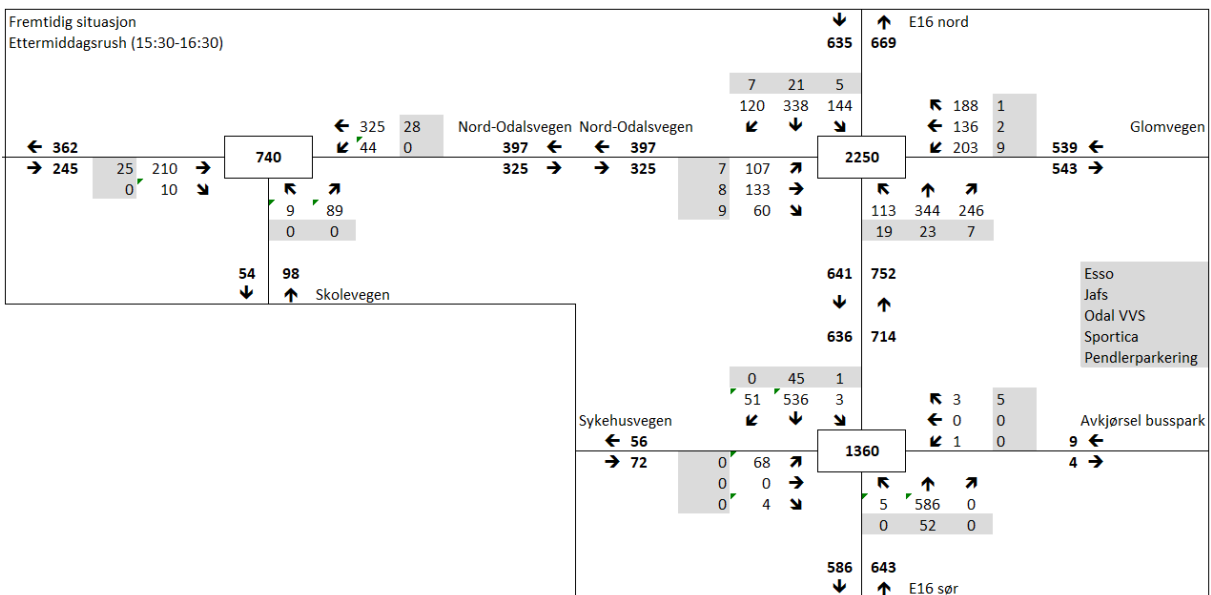 Fremtidig situasjon
Ettermiddagsrush (15:30-16:30)
E16 nord
635 669
7 21 5
120 338 144
188 1
136 2
203 9
325 28
44 0
Nord-Odalsvegen Nord-Odalsvegen
Glomvegen
362
245
740
397
325
397
325
2250
539
543
25 210
0 10
9 89
0 0
7 107
8 133
9 60
113 344 246
19 23 7
54 98
Skolevegen
641 752
636 714
Esso
Jafs
Odal VVS
Sportica
Pendlerparkering
0 45 1
51 536 3
3 5
0 0
1 0
Sykehusvegen
Avkjørsel busspark
56
72
1360
9
4
0 68
0 0
0 4
5 586 0
0 52 0
586 643
E16 sør